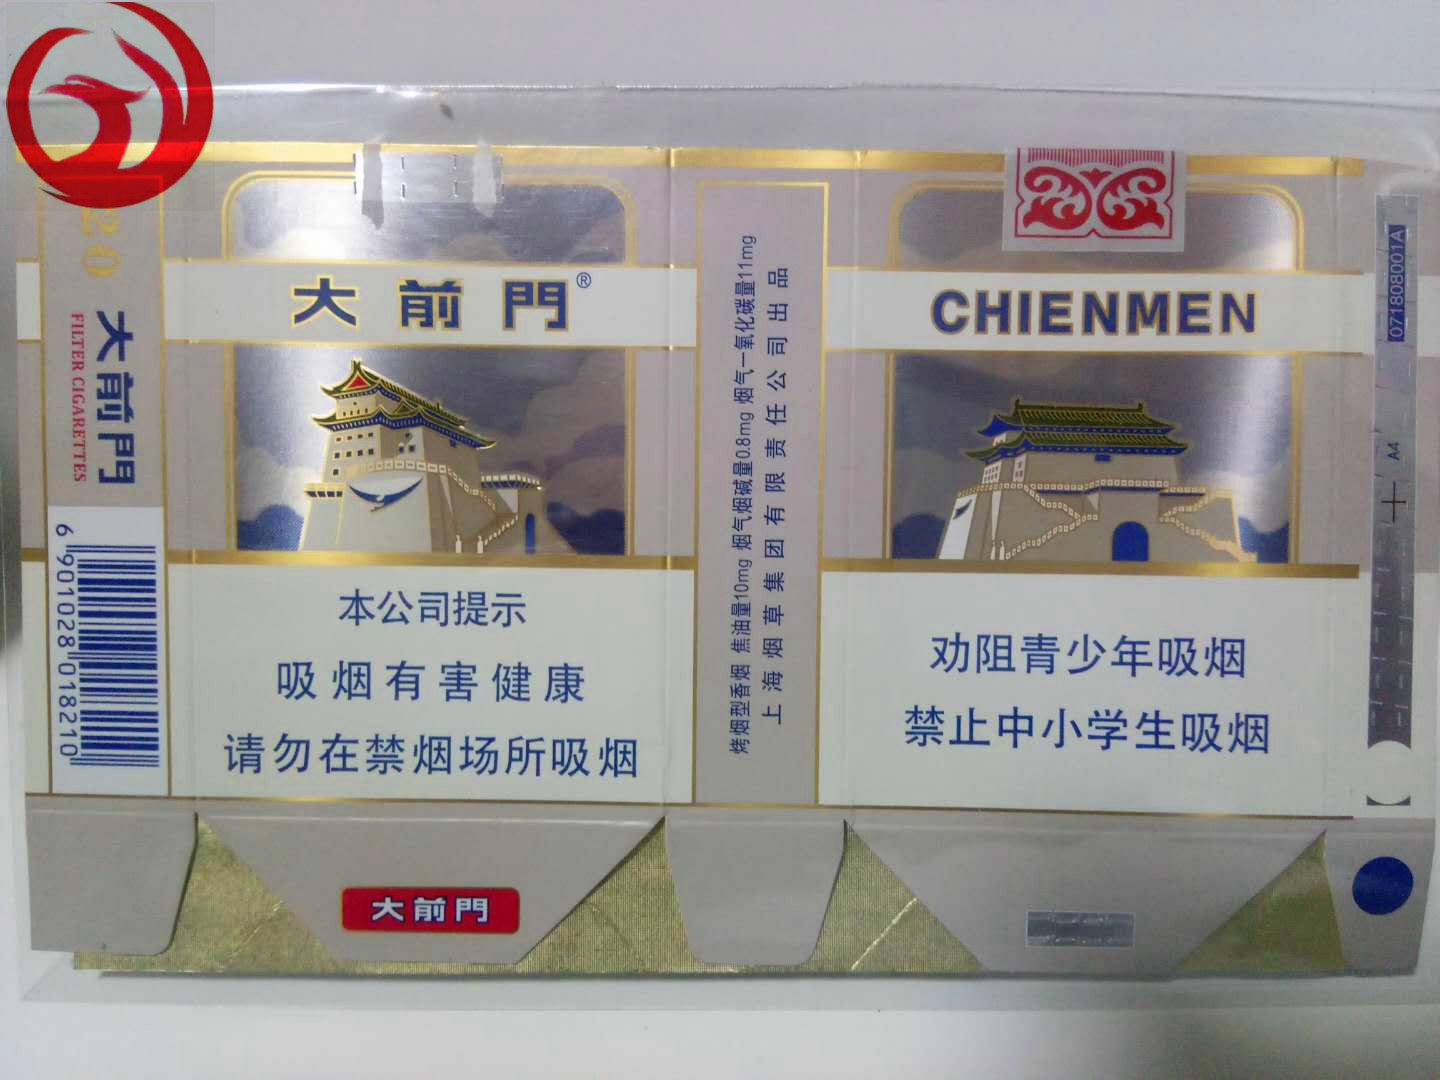 20
大前門
FILTER CIGARETTES
6 901028 018210
大前門®
本公司提示
吸烟有害健康
请勿在禁烟场所吸烟
大前門
烤烟型香烟 焦油量10mg 烟气烟碱量0.8mg 烟气一氧化碳量11mg
上海烟草集团有限责任公司出品
CHIENMEN
劝阻青少年吸烟
禁止中小学生吸烟
071808001A
A4